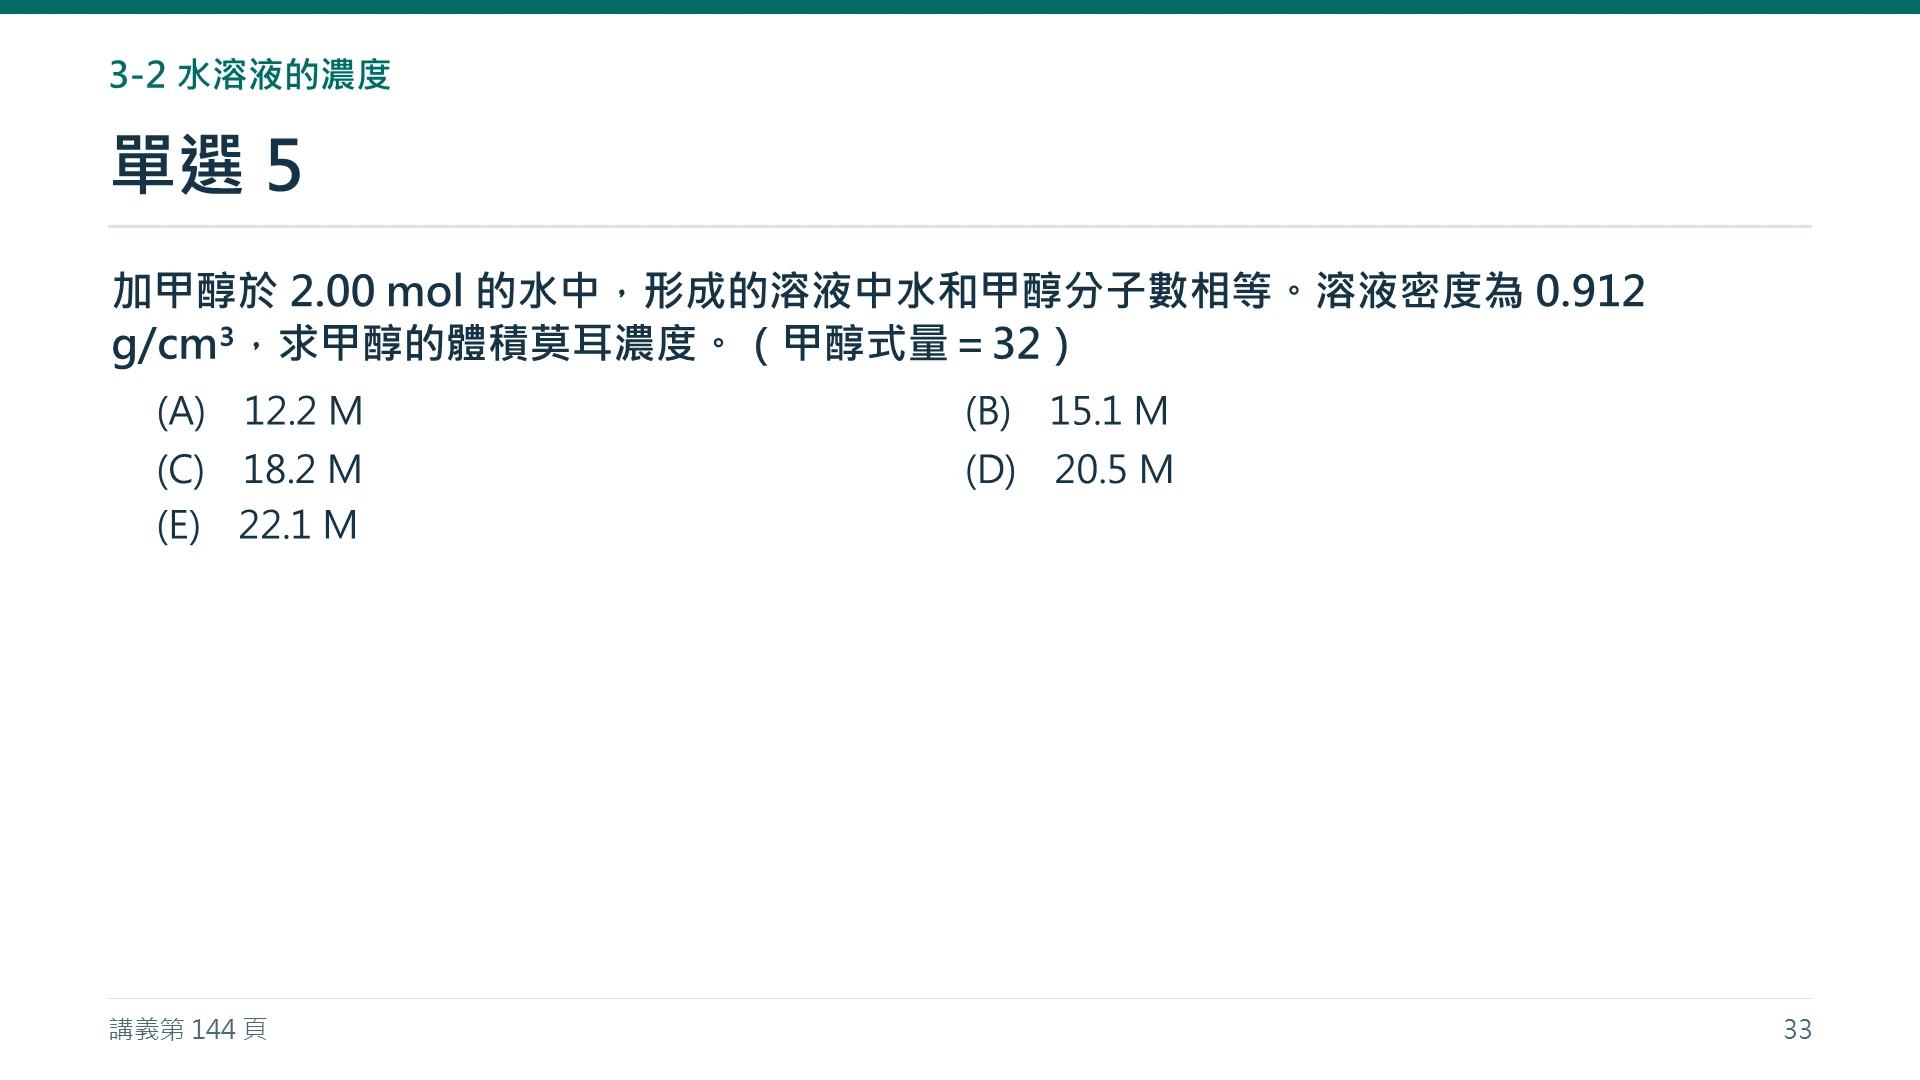 3-2 水溶液的濃度
單選 5
加甲醇於 2.00 mol 的水中，形成的溶液中水和甲醇分子數相等。溶液密度為 0.912
g/cm³，求甲醇的體積莫耳濃度。（甲醇式量 = 32）
(A) 12.2 M
(B) 15.1 M
(C) 18.2 M
(D) 20.5 M
(E) 22.1 M
講義第 144 頁
33